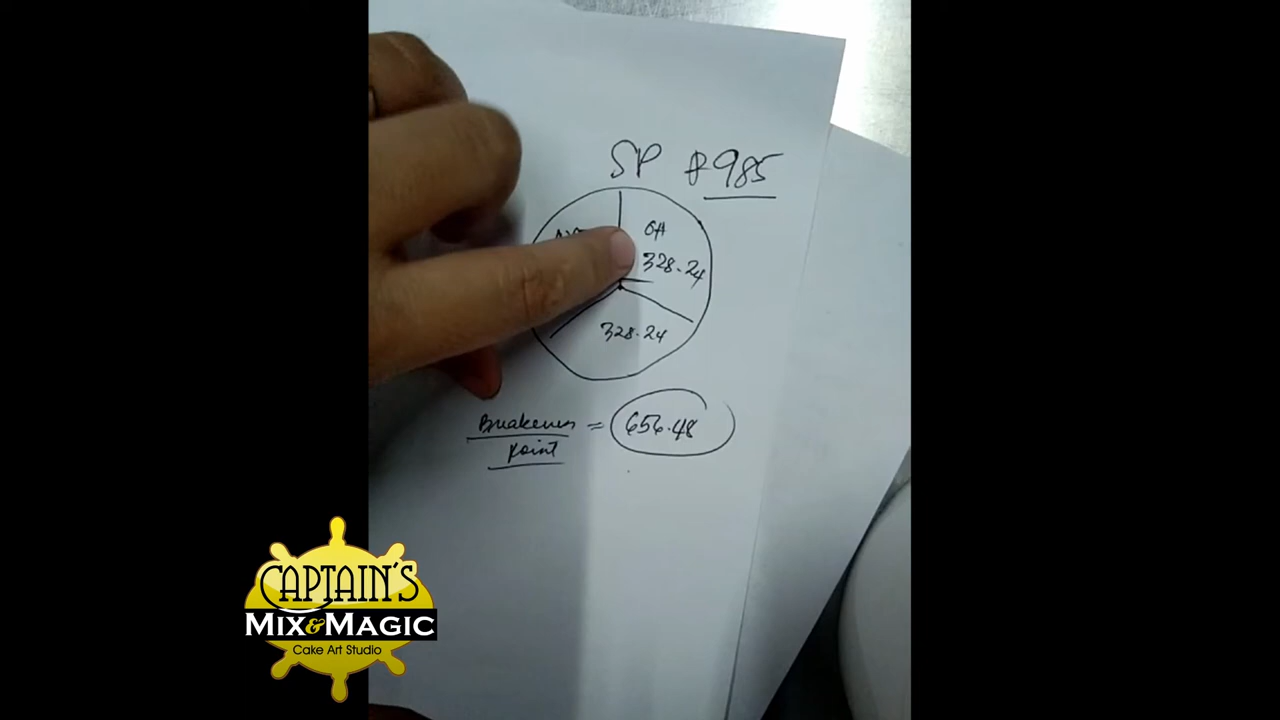 SP ₱985
OH
328.24
328.24
Breakeven = 656.48
point
CAPTAIN'S
MIX & MAGIC
Cake Art Studio